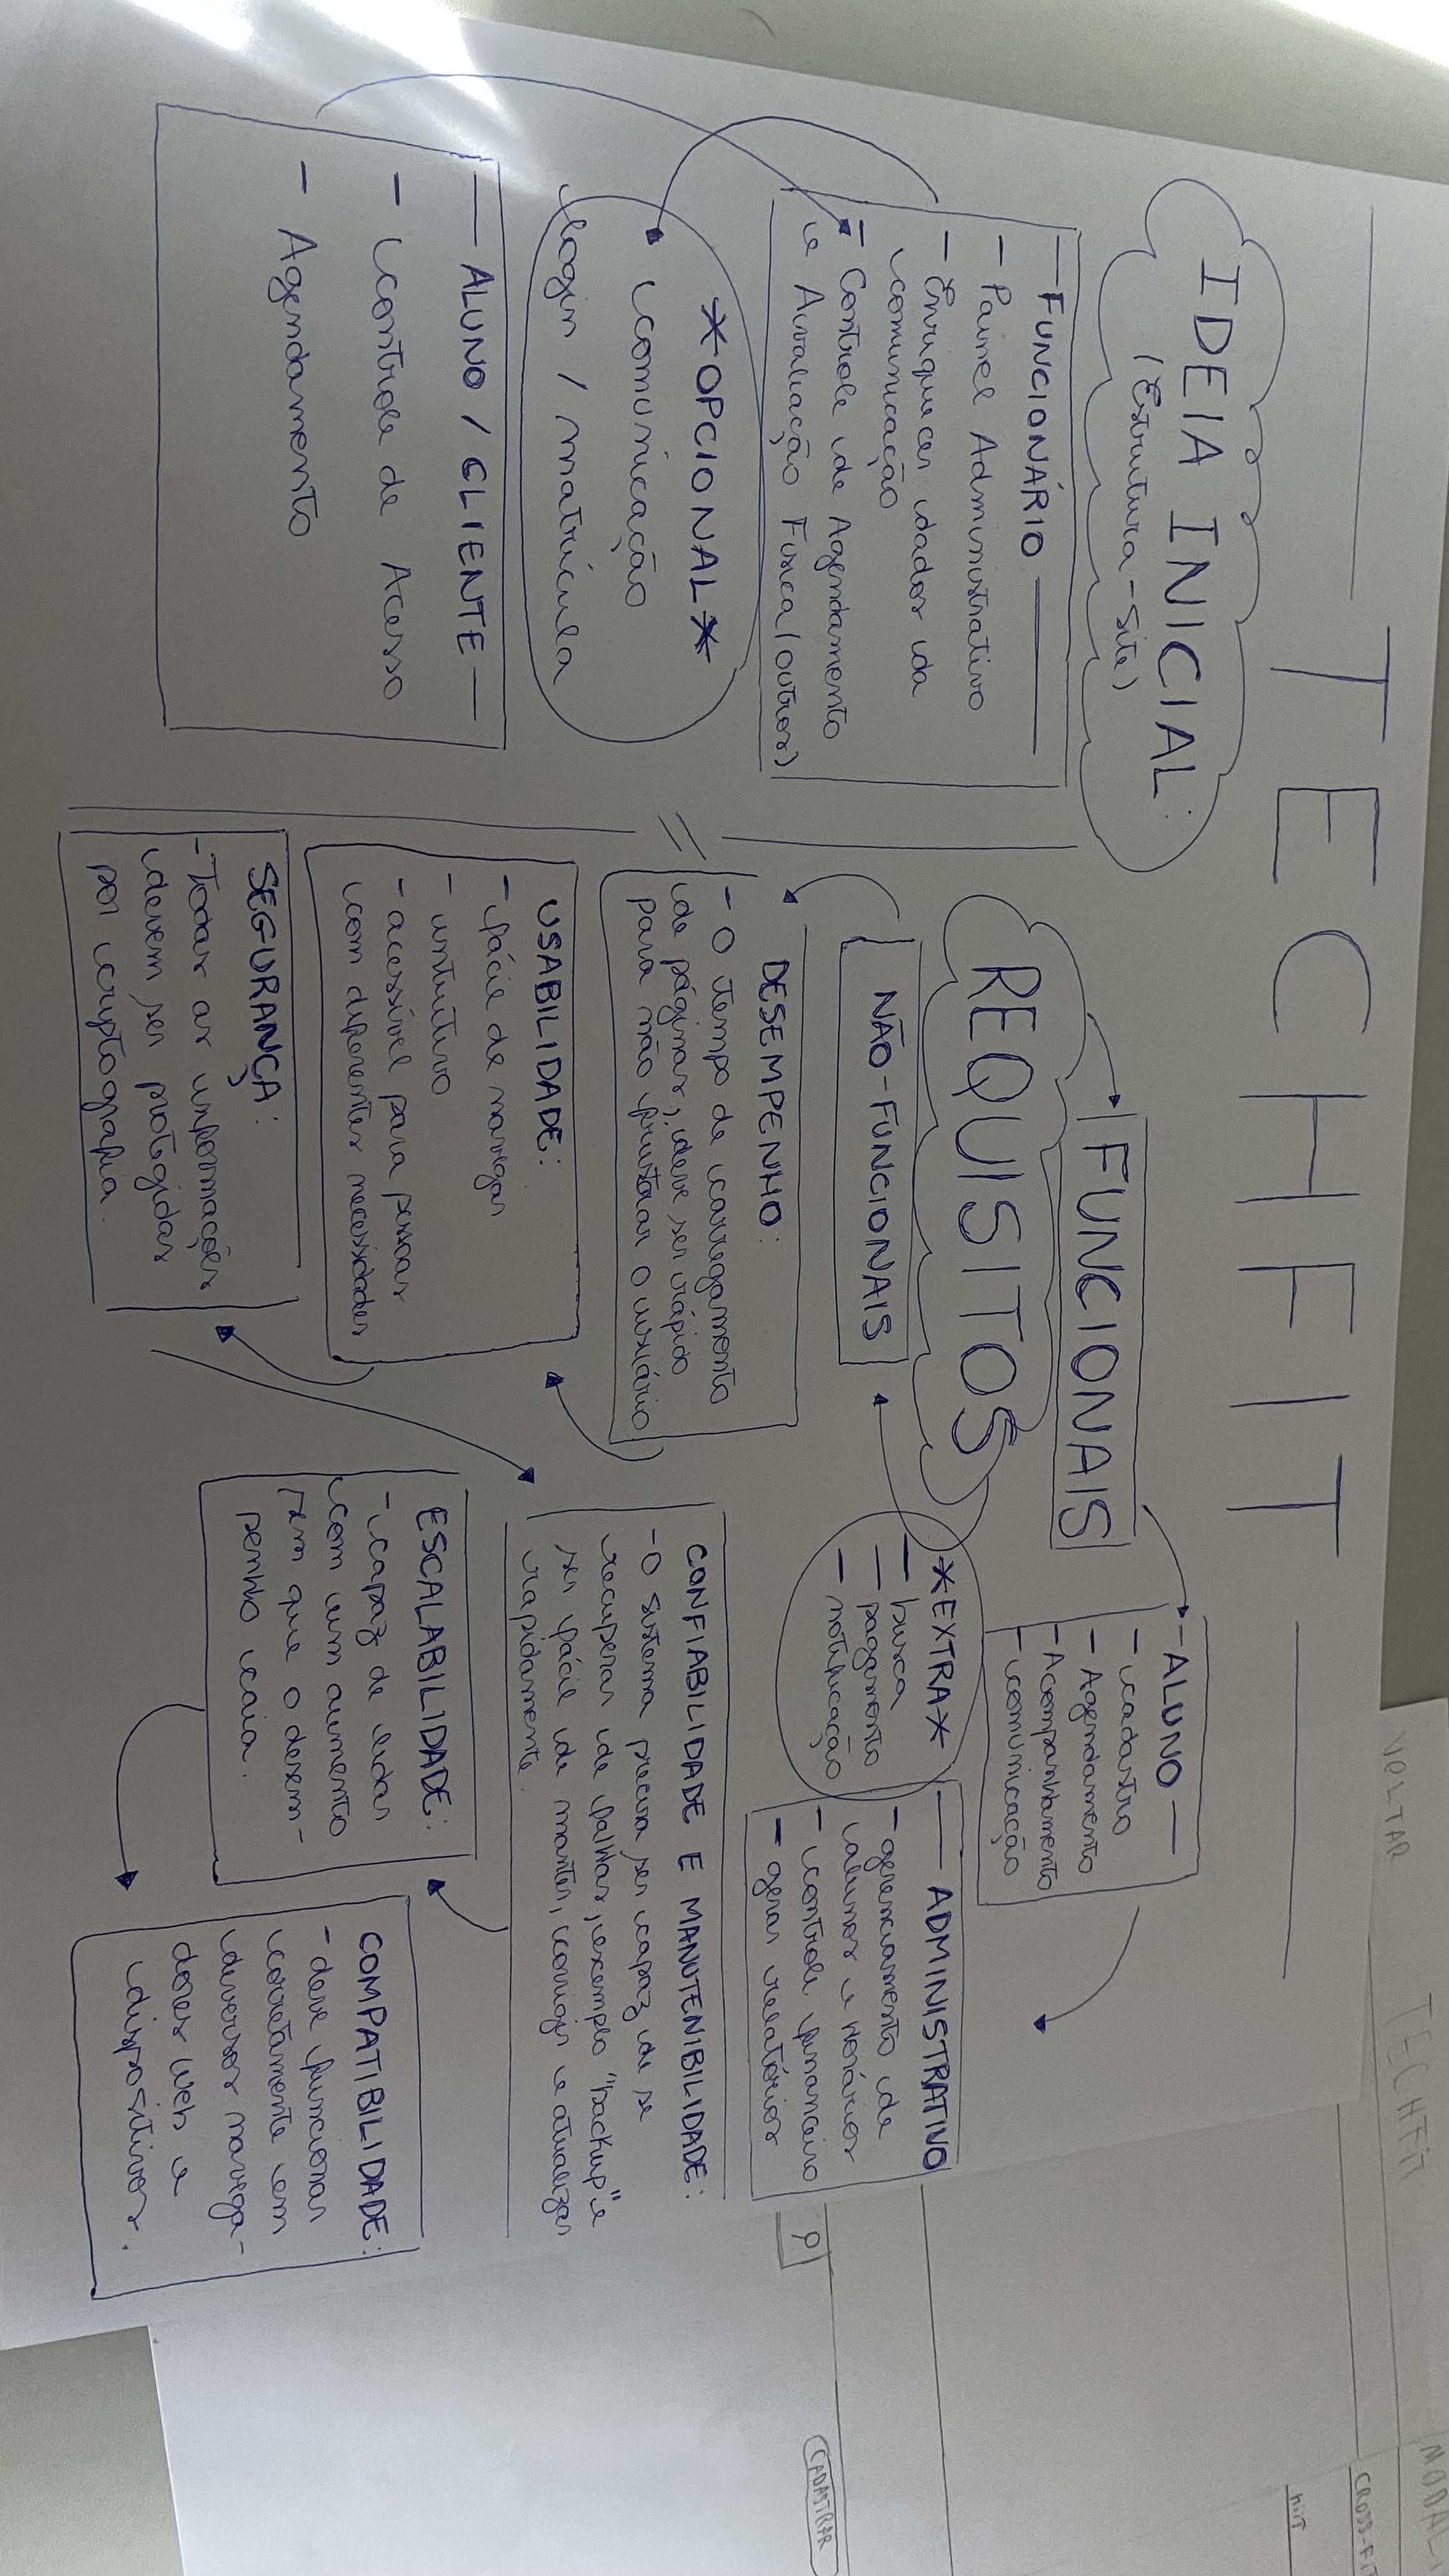 TECHFIT
IDEIA INICIAL:
(Estrutura-Site)
FUNCIONÁRIO
- Painel Administrativo
- Enriquecer dados da
comunicação
- Controle de Agendamento
e Avaliação Física (outros)
*OPCIONAL*
comunicação
login / matrícula
ALUNO / CLIENTE
- controle de Acesso
- Agendamento
REQUISITOS
FUNCIONAIS
- ALUNO
- cadastro
- Agendamento
- Acompanhamento
- comunicação
ADMINISTRATIVO
- gerenciamento de
alunos e horários
- controle financeiro
- gerar relatórios
*EXTRA*
- busca
- pagamento
- notificação
NÃO-FUNCIONAIS
DESEMPENHO:
- O tempo de carregamento
de páginas, deve ser rápido
para não frustrar o usuário
USABILIDADE:
- fácil de navegar
- intuitivo
- acessível para pessoas
com diferentes necessidades
SEGURANÇA:
- Todas as informações
devem ser protegidas
por criptografia.
CONFIABILIDADE E MANUTENIBILIDADE:
- O sistema precisa ser capaz de se
recuperar de falhas, exemplo "backup" e
ser fácil de manter, corrigir e atualizar
rapidamente.
ESCALABILIDADE:
- capaz de lidar
com um aumento
sem que o desem-
penho caia.
COMPATIBILIDADE:
- deve funcionar
corretamente em
diversos navega-
dores web e
dispositivos.
VOLTAR
TECHFIT
CROSS-FIT
HIIT
CADASTRAR